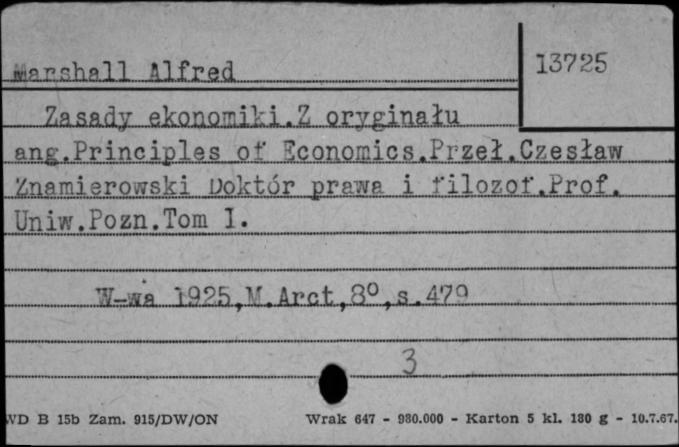 Marshall Alfred
13725
Zasady ekonomiki.Z oryginału
ang.Principles of Economics.Przeł.Czesław
Znamierowski Doktór prawa i filozof.Prof.
Uniw.Pozn.Tom I.
W-wa 1925,M.Arct,8º,s.479
3
WD B 15b Zam. 915/DW/ON Wrak 647 - 980.000 - Karton 5 kl. 180 g - 10.7.67.